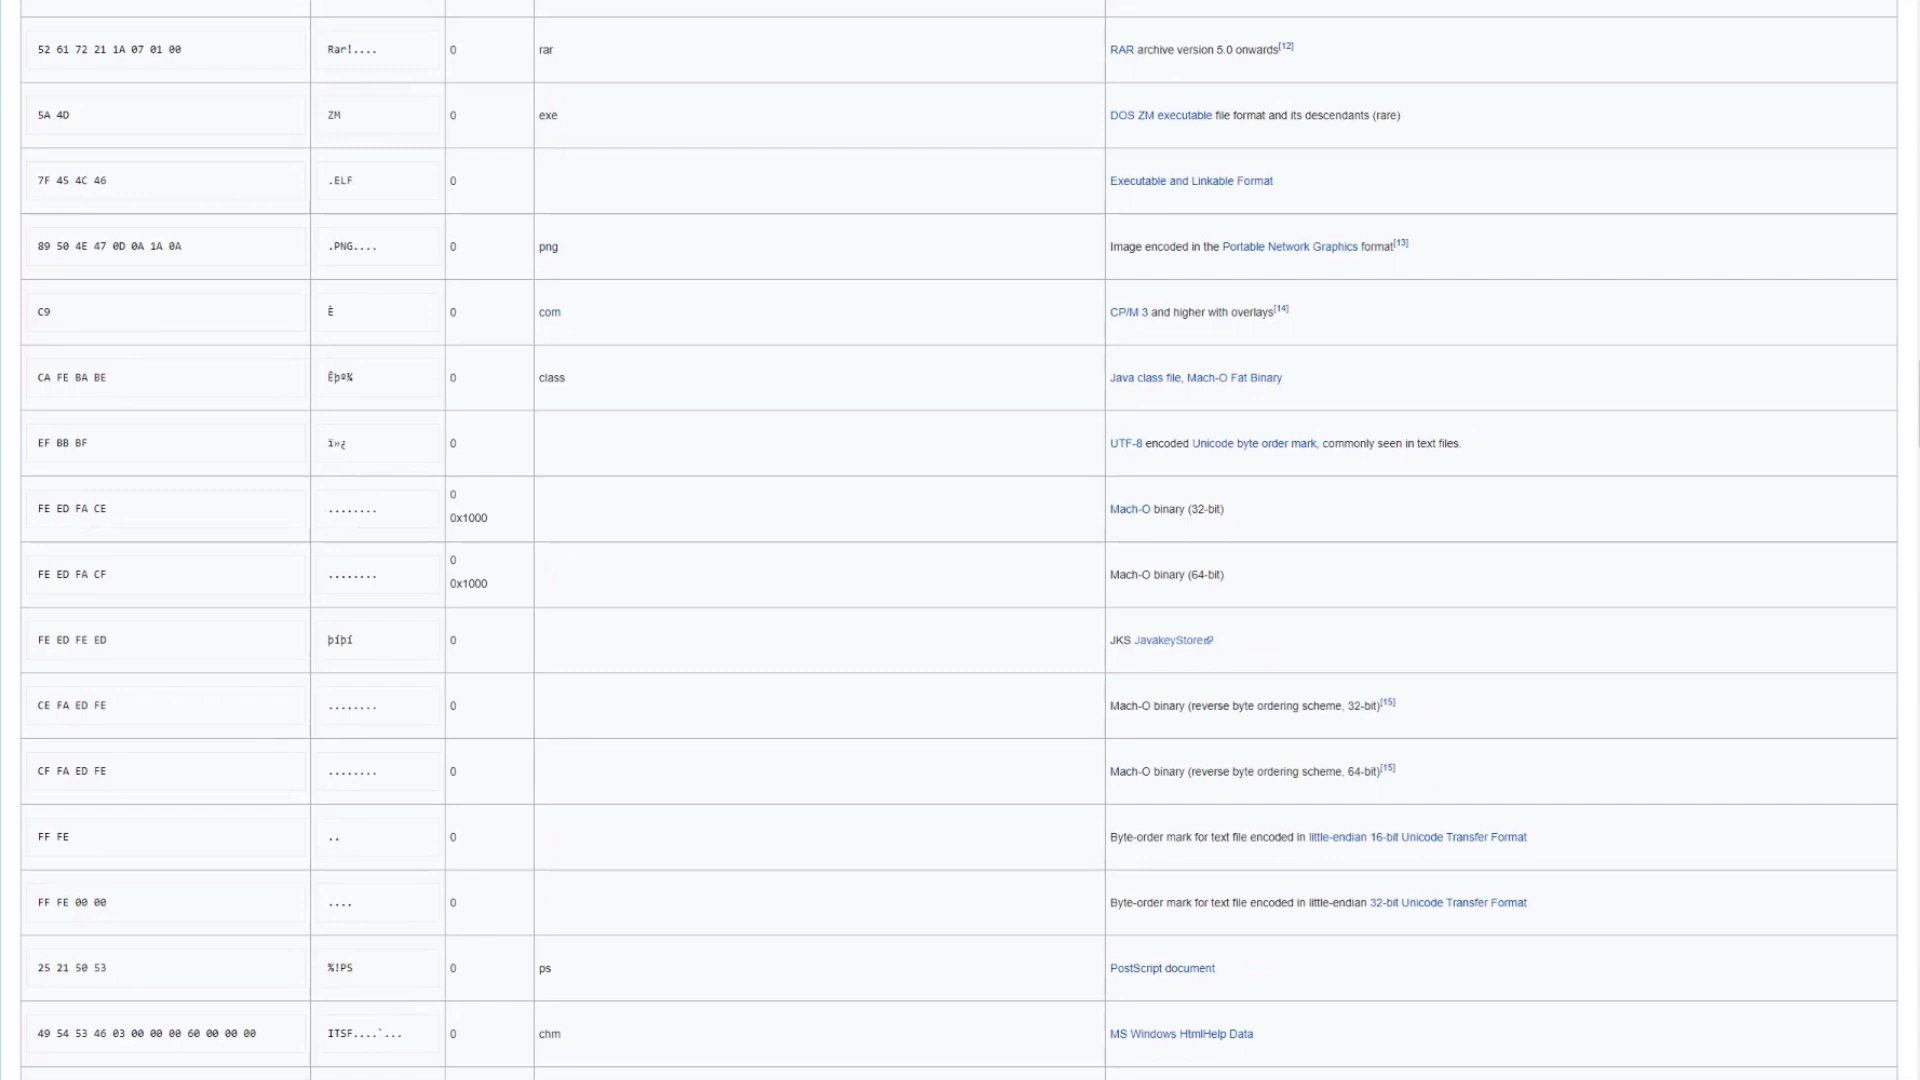 52 61 72 21 1A 07 01 00 Rar!.... 0 rar RAR archive version 5.0 onwards[12]
5A 4D ZM 0 exe DOS ZM executable file format and its descendants (rare)
7F 45 4C 46 .ELF 0 Executable and Linkable Format
89 50 4E 47 0D 0A 1A 0A .PNG.... 0 png Image encoded in the Portable Network Graphics format[13]
C9 È 0 com CP/M 3 and higher with overlays[14]
CA FE BA BE Êþº¾ 0 class Java class file, Mach-O Fat Binary
EF BB BF ï»¿ 0 UTF-8 encoded Unicode byte order mark, commonly seen in text files.
FE ED FA CE ........ 0
0x1000 Mach-O binary (32-bit)
FE ED FA CF ........ 0
0x1000 Mach-O binary (64-bit)
FE ED FE ED þíþí 0 JKS JavakeyStore
CE FA ED FE ........ 0 Mach-O binary (reverse byte ordering scheme, 32-bit)[15]
CF FA ED FE ........ 0 Mach-O binary (reverse byte ordering scheme, 64-bit)[15]
FF FE .. 0 Byte-order mark for text file encoded in little-endian 16-bit Unicode Transfer Format
FF FE 00 00 .... 0 Byte-order mark for text file encoded in little-endian 32-bit Unicode Transfer Format
25 21 50 53 %!PS 0 ps PostScript document
49 54 53 46 03 00 00 00 60 00 00 00 ITSF....`... 0 chm MS Windows HtmlHelp Data